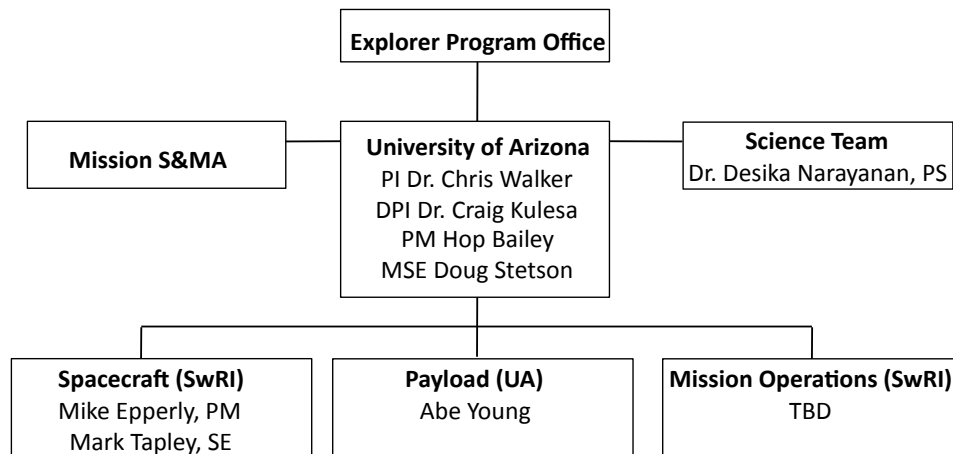 Explorer Program Office
Mission S&MA
University of Arizona
PI Dr. Chris Walker
DPI Dr. Craig Kulesa
PM Hop Bailey
MSE Doug Stetson
Science Team
Dr. Desika Narayanan, PS
Spacecraft (SwRI)
Mike Epperly, PM
Mark Tapley, SE
Payload (UA)
Abe Young
Mission Operations (SwRI)
TBD